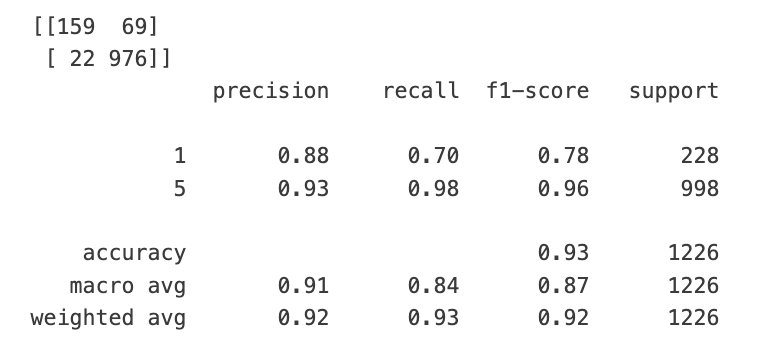 [[159  69]
 [ 22 976]]
              precision    recall  f1-score   support

           1       0.88      0.70      0.78       228
           5       0.93      0.98      0.96       998

    accuracy                           0.93      1226
   macro avg       0.91      0.84      0.87      1226
weighted avg       0.92      0.93      0.92      1226